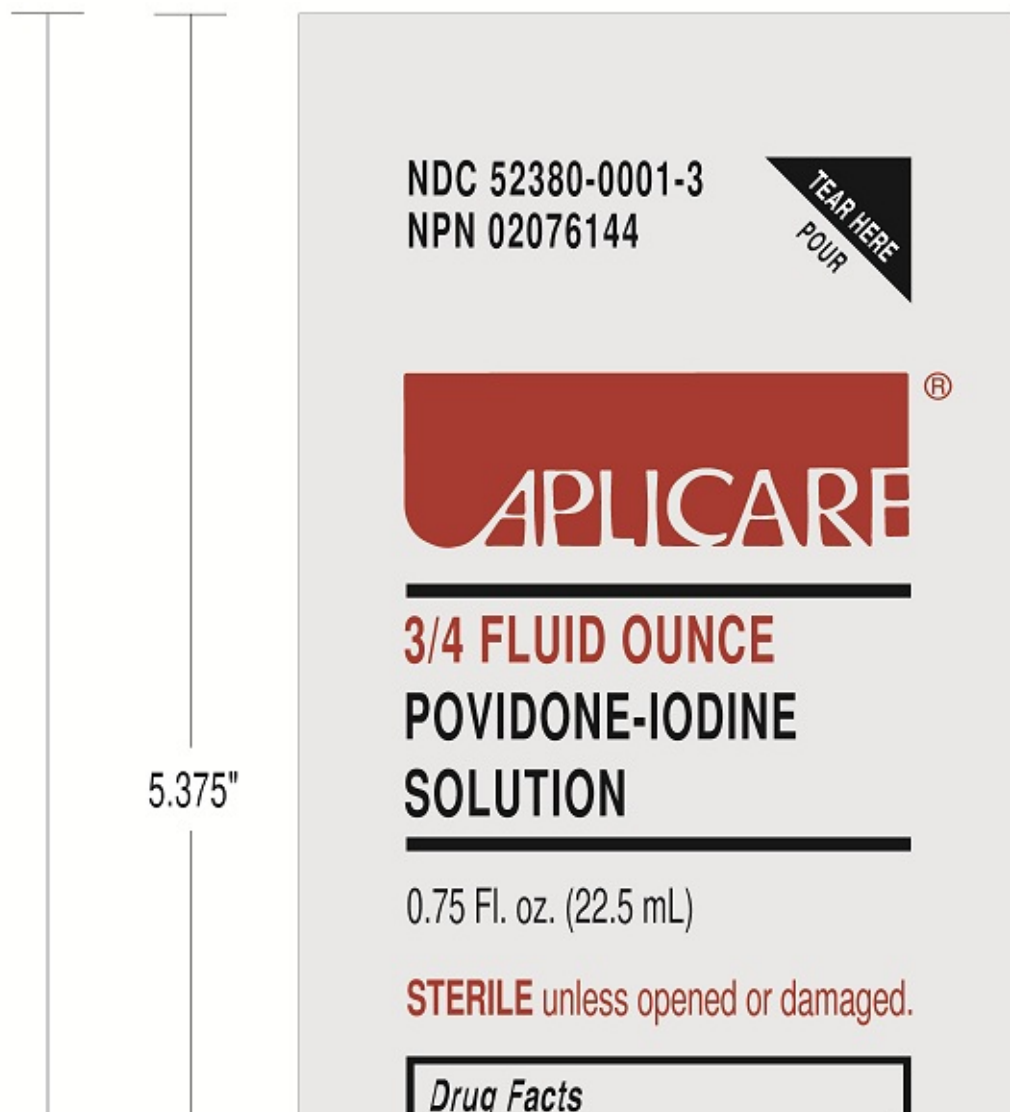 NDC 52380-0001-3
NPN 02076144
TEAR HERE
POUR
APLICARE®
3/4 FLUID OUNCE
POVIDONE-IODINE
SOLUTION
5.375"
0.75 Fl. oz. (22.5 mL)
STERILE unless opened or damaged.
Drug Facts